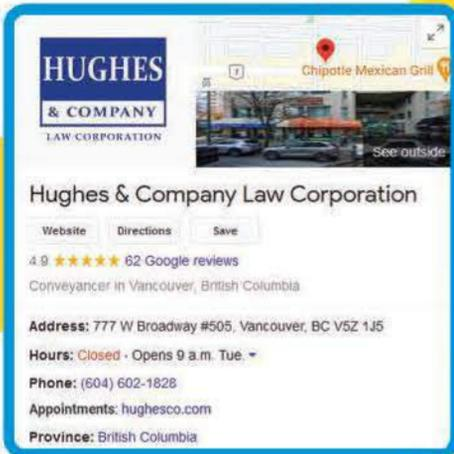 HUGHES
& COMPANY
LAW CORPORATION
Chipotle Mexican Grill
See outside
Hughes & Company Law Corporation
Website Directions Save
4.9 ★★★★★ 62 Google reviews
Conveyancer in Vancouver, British Columbia
Address: 777 W Broadway #505, Vancouver, BC V5Z 1J5
Hours: Closed · Opens 9 a.m. Tue.
Phone: (604) 602-1828
Appointments: hughesco.com
Province: British Columbia